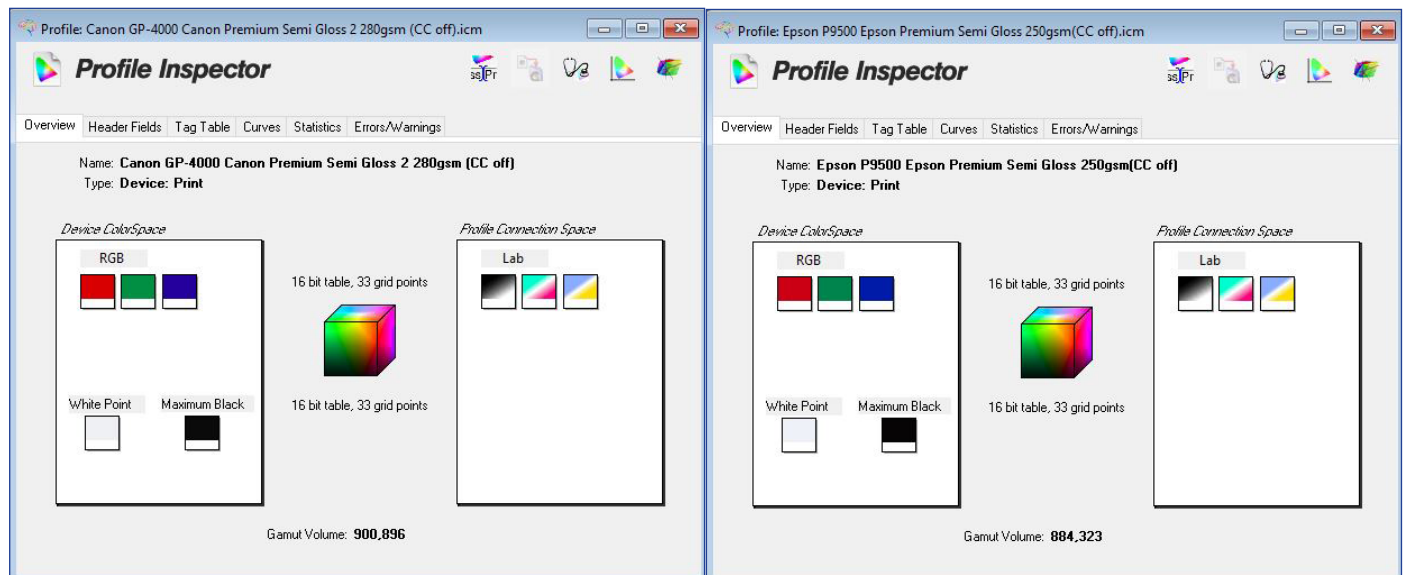 Profile: Canon GP-4000 Canon Premium Semi Gloss 2 280gsm (CC off).icm
Profile Inspector
Overview Header Fields Tag Table Curves Statistics Errors/Warnings
Name: Canon GP-4000 Canon Premium Semi Gloss 2 280gsm (CC off)
Type: Device: Print
Device ColorSpace
Profile Connection Space
RGB
Lab
16 bit table, 33 grid points
White Point
Maximum Black
16 bit table, 33 grid points
Gamut Volume: 900,896
Profile: Epson P9500 Epson Premium Semi Gloss 250gsm(CC off).icm
Profile Inspector
Overview Header Fields Tag Table Curves Statistics Errors/Warnings
Name: Epson P9500 Epson Premium Semi Gloss 250gsm(CC off)
Type: Device: Print
Device ColorSpace
Profile Connection Space
RGB
Lab
16 bit table, 33 grid points
White Point
Maximum Black
16 bit table, 33 grid points
Gamut Volume: 884,323